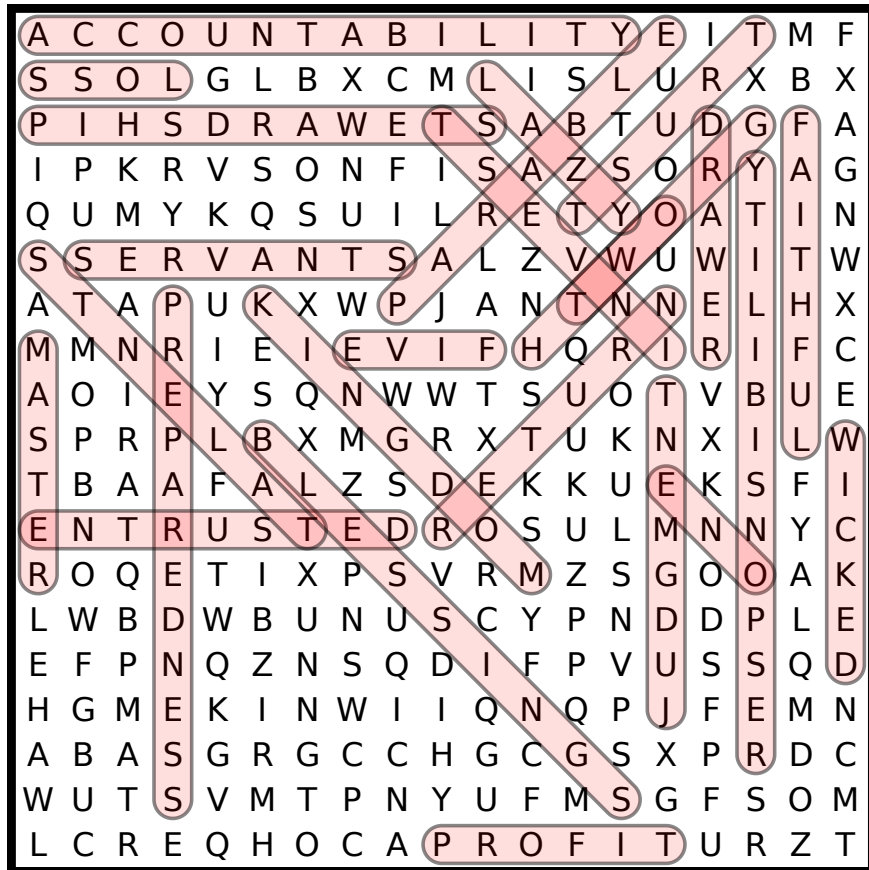 A C C O U N T A B I L I T Y E I T M F
S S O L G L B X C M L I S L U R X B X
P I H S D R A W E T S A B T U D G F A
I P K R V S O N F I S A Z S O R Y A G
Q U M Y K Q S U I L R E T Y O A T I N
S S E R V A N T S A L Z V W U W I T W
A T A P U K X W P J A N T N N E L H X
M M N R I E I E V I F H Q R I R I F C
A O I E Y S Q N W W T S U O T V B U E
S P R P L B X M G R X T U K N X I L W
T B A A F A L Z S D E K K U E K S F I
E N T R U S T E D R O S U L M N N Y C
R O Q E T I X P S V R M Z S G O O A K
L W B D W B U N U S C Y P N D D P L E
E F P N Q Z N S Q D I F P V U S S Q D
H G M E K I N W I I Q N Q P J F E M N
A B A S G R G C C H G C G S X P R D C
W U T S V M T P N Y U F M S G F S O M
L C R E Q H O C A P R O F I T U R Z T